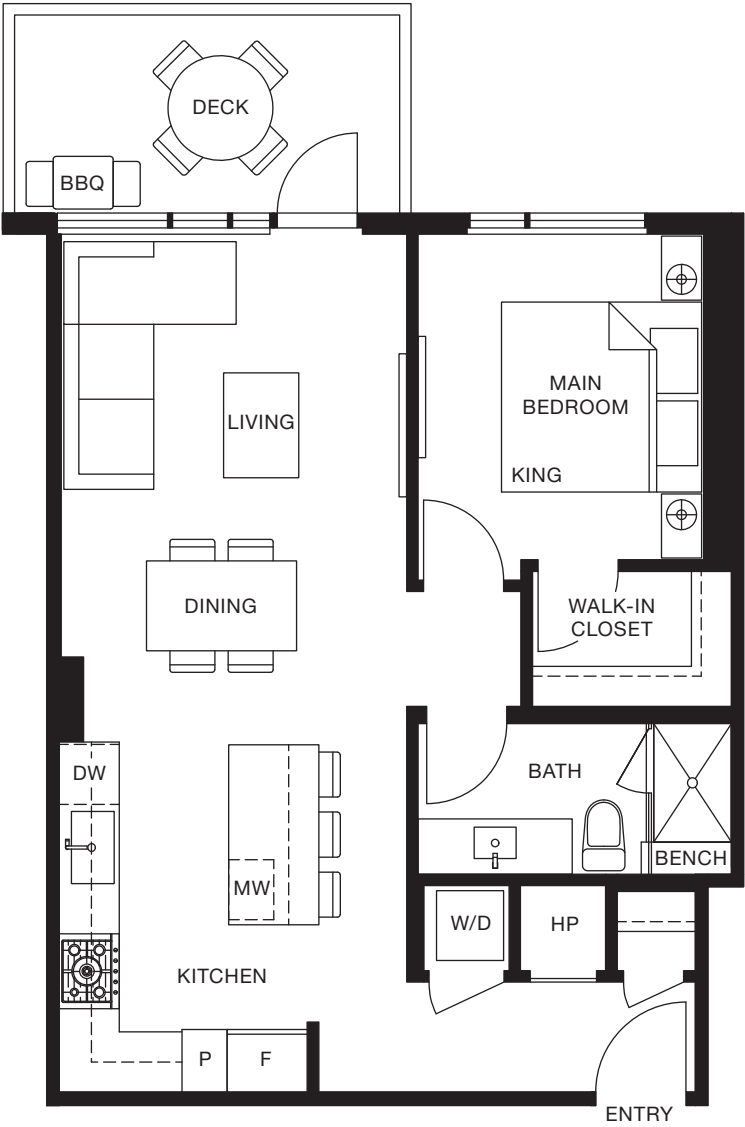 DECK
BBQ
LIVING
MAIN
BEDROOM
KING
DINING
WALK-IN
CLOSET
DW
BATH
BENCH
MW
W/D
HP
KITCHEN
P
F
ENTRY